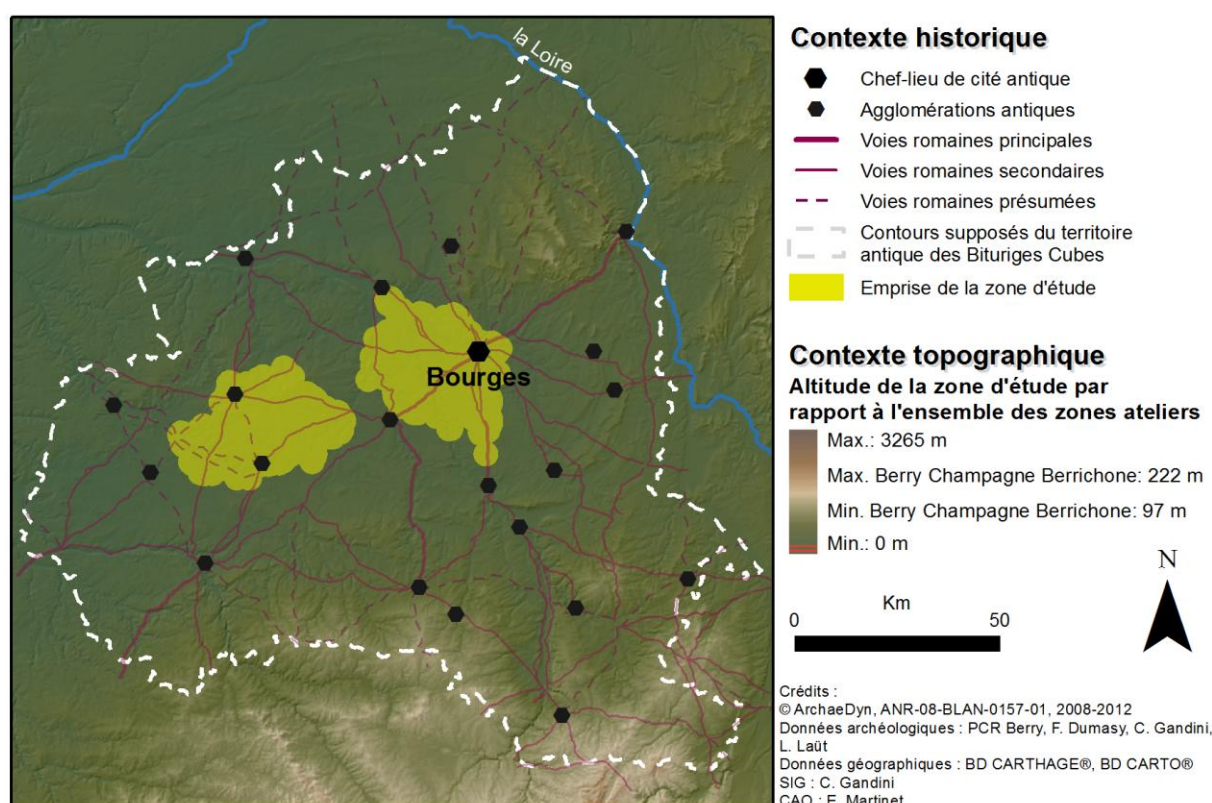 la Loire
Bourges
Contexte historique
Chef-lieu de cité antique
Agglomérations antiques
Voies romaines principales
Voies romaines secondaires
Voies romaines présumées
Contours supposés du territoire
antique des Bituriges Cubes
Emprise de la zone d'étude
Contexte topographique
Altitude de la zone d'étude par
rapport à l'ensemble des zones ateliers
Max.: 3265 m
Max. Berry Champagne Berrichone: 222 m
Min. Berry Champagne Berrichone: 97 m
Min.: 0 m
N
Km
0 50
Crédits :
© ArchaeDyn, ANR-08-BLAN-0157-01, 2008-2012
Données archéologiques : PCR Berry, F. Dumasy, C. Gandini,
L. Laüt
Données géographiques : BD CARTHAGE®, BD CARTO®
SIG : C. Gandini
CAO : E. Martinet